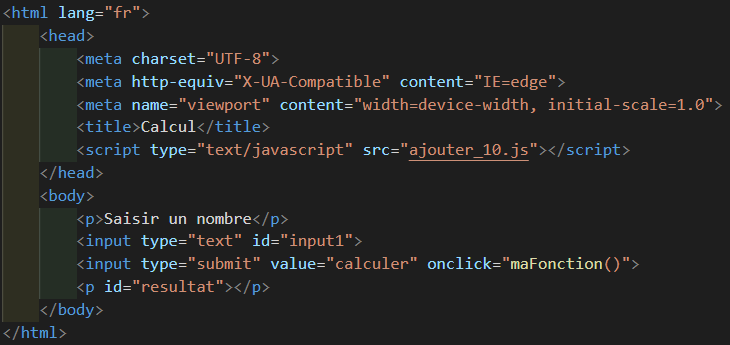 <html lang="fr">
<head>
<meta charset="UTF-8">
<meta http-equiv="X-UA-Compatible" content="IE=edge">
<meta name="viewport" content="width=device-width, initial-scale=1.0">
<title>Calcul</title>
<script type="text/javascript" src="ajouter_10.js"></script>
</head>
<body>
<p>Saisir un nombre</p>
<input type="text" id="input1">
<input type="submit" value="calculer" onclick="maFonction()">
<p id="resultat"></p>
</body>
</html>